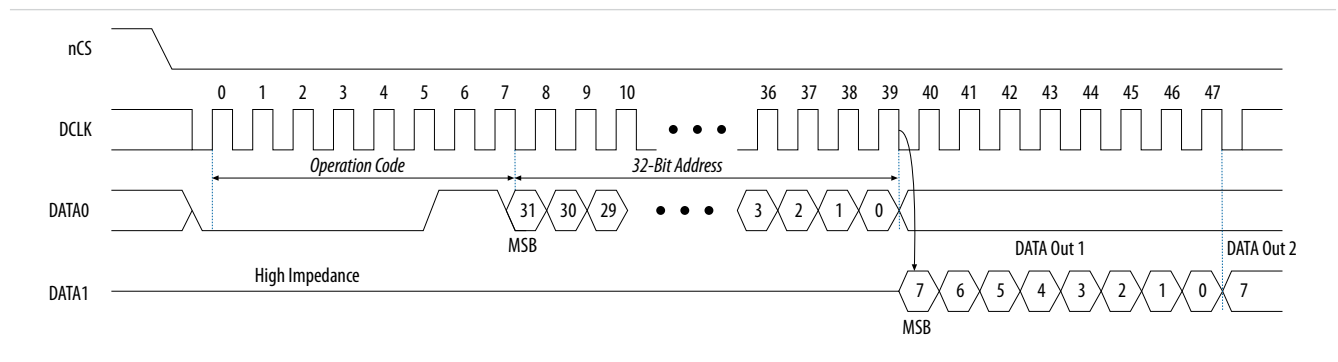 nCS
0 1 2 3 4 5 6 7 8 9 10 36 37 38 39 40 41 42 43 44 45 46 47
DCLK
Operation Code 32-Bit Address
DATA0 31 30 29 3 2 1 0
MSB DATA Out 1 DATA Out 2
High Impedance
DATA1 7 6 5 4 3 2 1 0 7
MSB